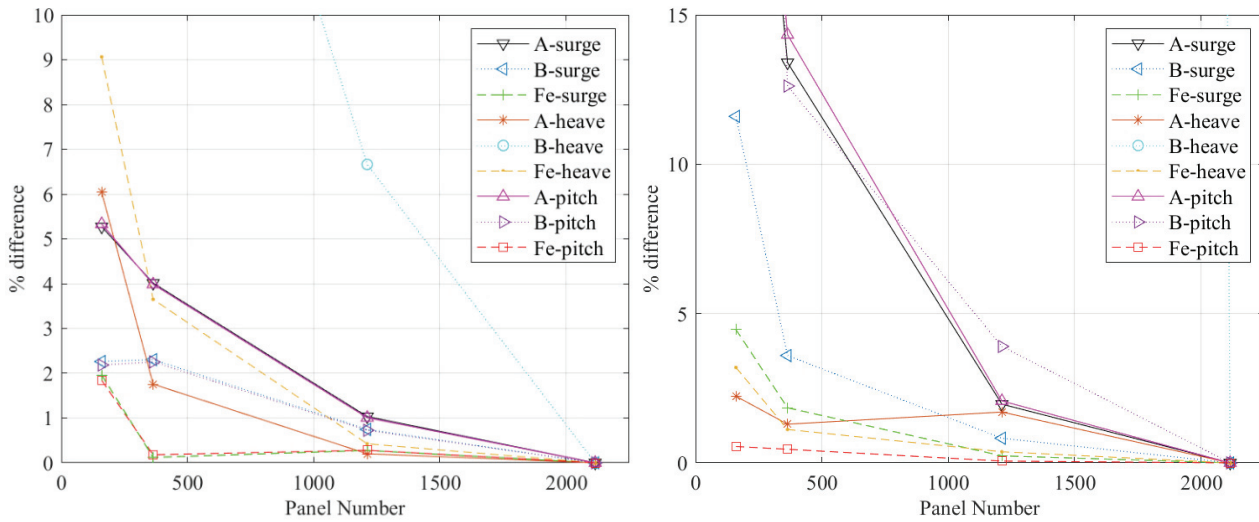 10
9
8
7
6
5
4
3
2
1
0
% difference
0
500
1000
1500
2000
Panel Number
A-surge
B-surge
Fe-surge
A-heave
B-heave
Fe-heave
A-pitch
B-pitch
Fe-pitch
15
10
5
0
% difference
0
500
1000
1500
2000
Panel Number
A-surge
B-surge
Fe-surge
A-heave
B-heave
Fe-heave
A-pitch
B-pitch
Fe-pitch